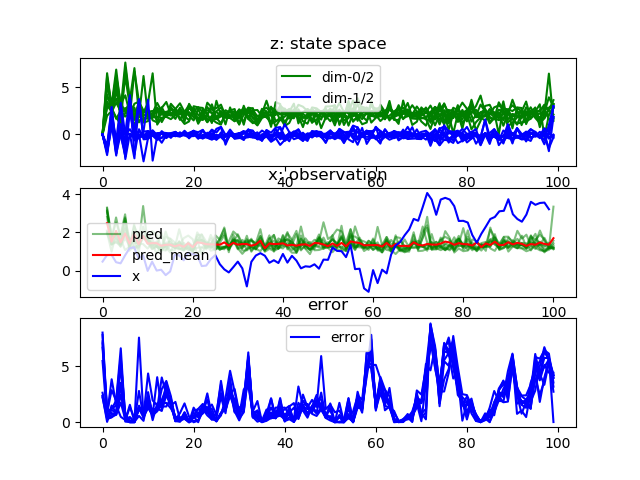 z: state space
5
0
dim-0/2
dim-1/2
0 20 40 60 80 100
x: observation
4
2
0
pred
pred_mean
x
0 20 40 60 80 100
error
5
0
error
0 20 40 60 80 100